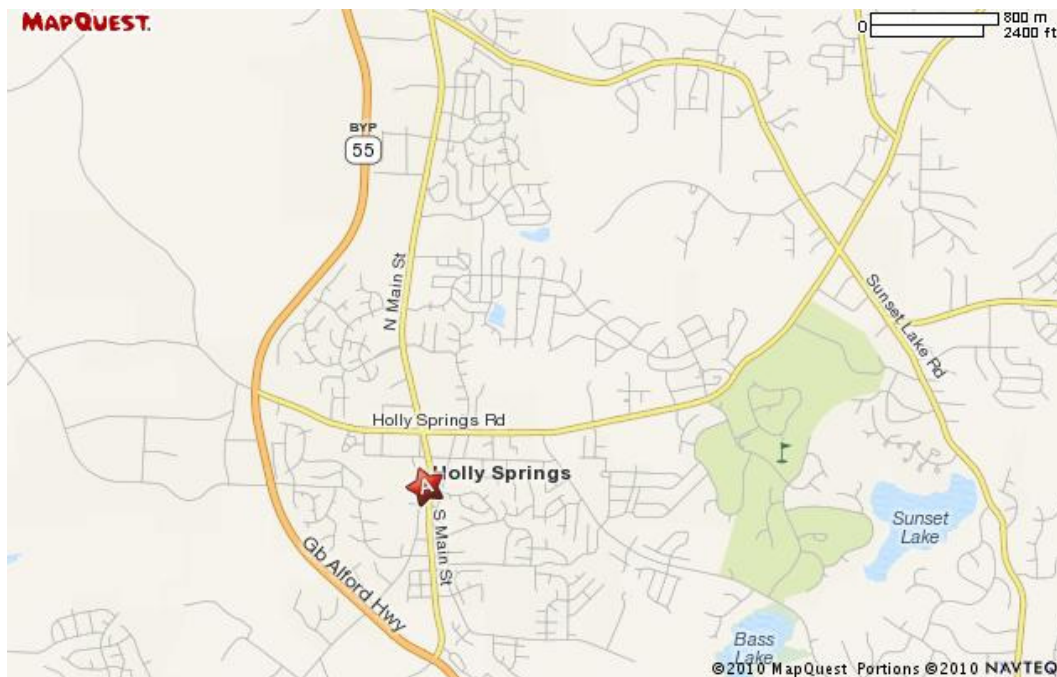 MAPQUEST.
0
800 m
2400 ft
BYP
55
N Main St
Sunset Lake Rd
Holly Springs Rd
Holly Springs
A
S Main St
Gb Alford Hwy
Sunset
Lake
Bass
Lake
©2010 MapQuest Portions ©2010 NAVTEQ